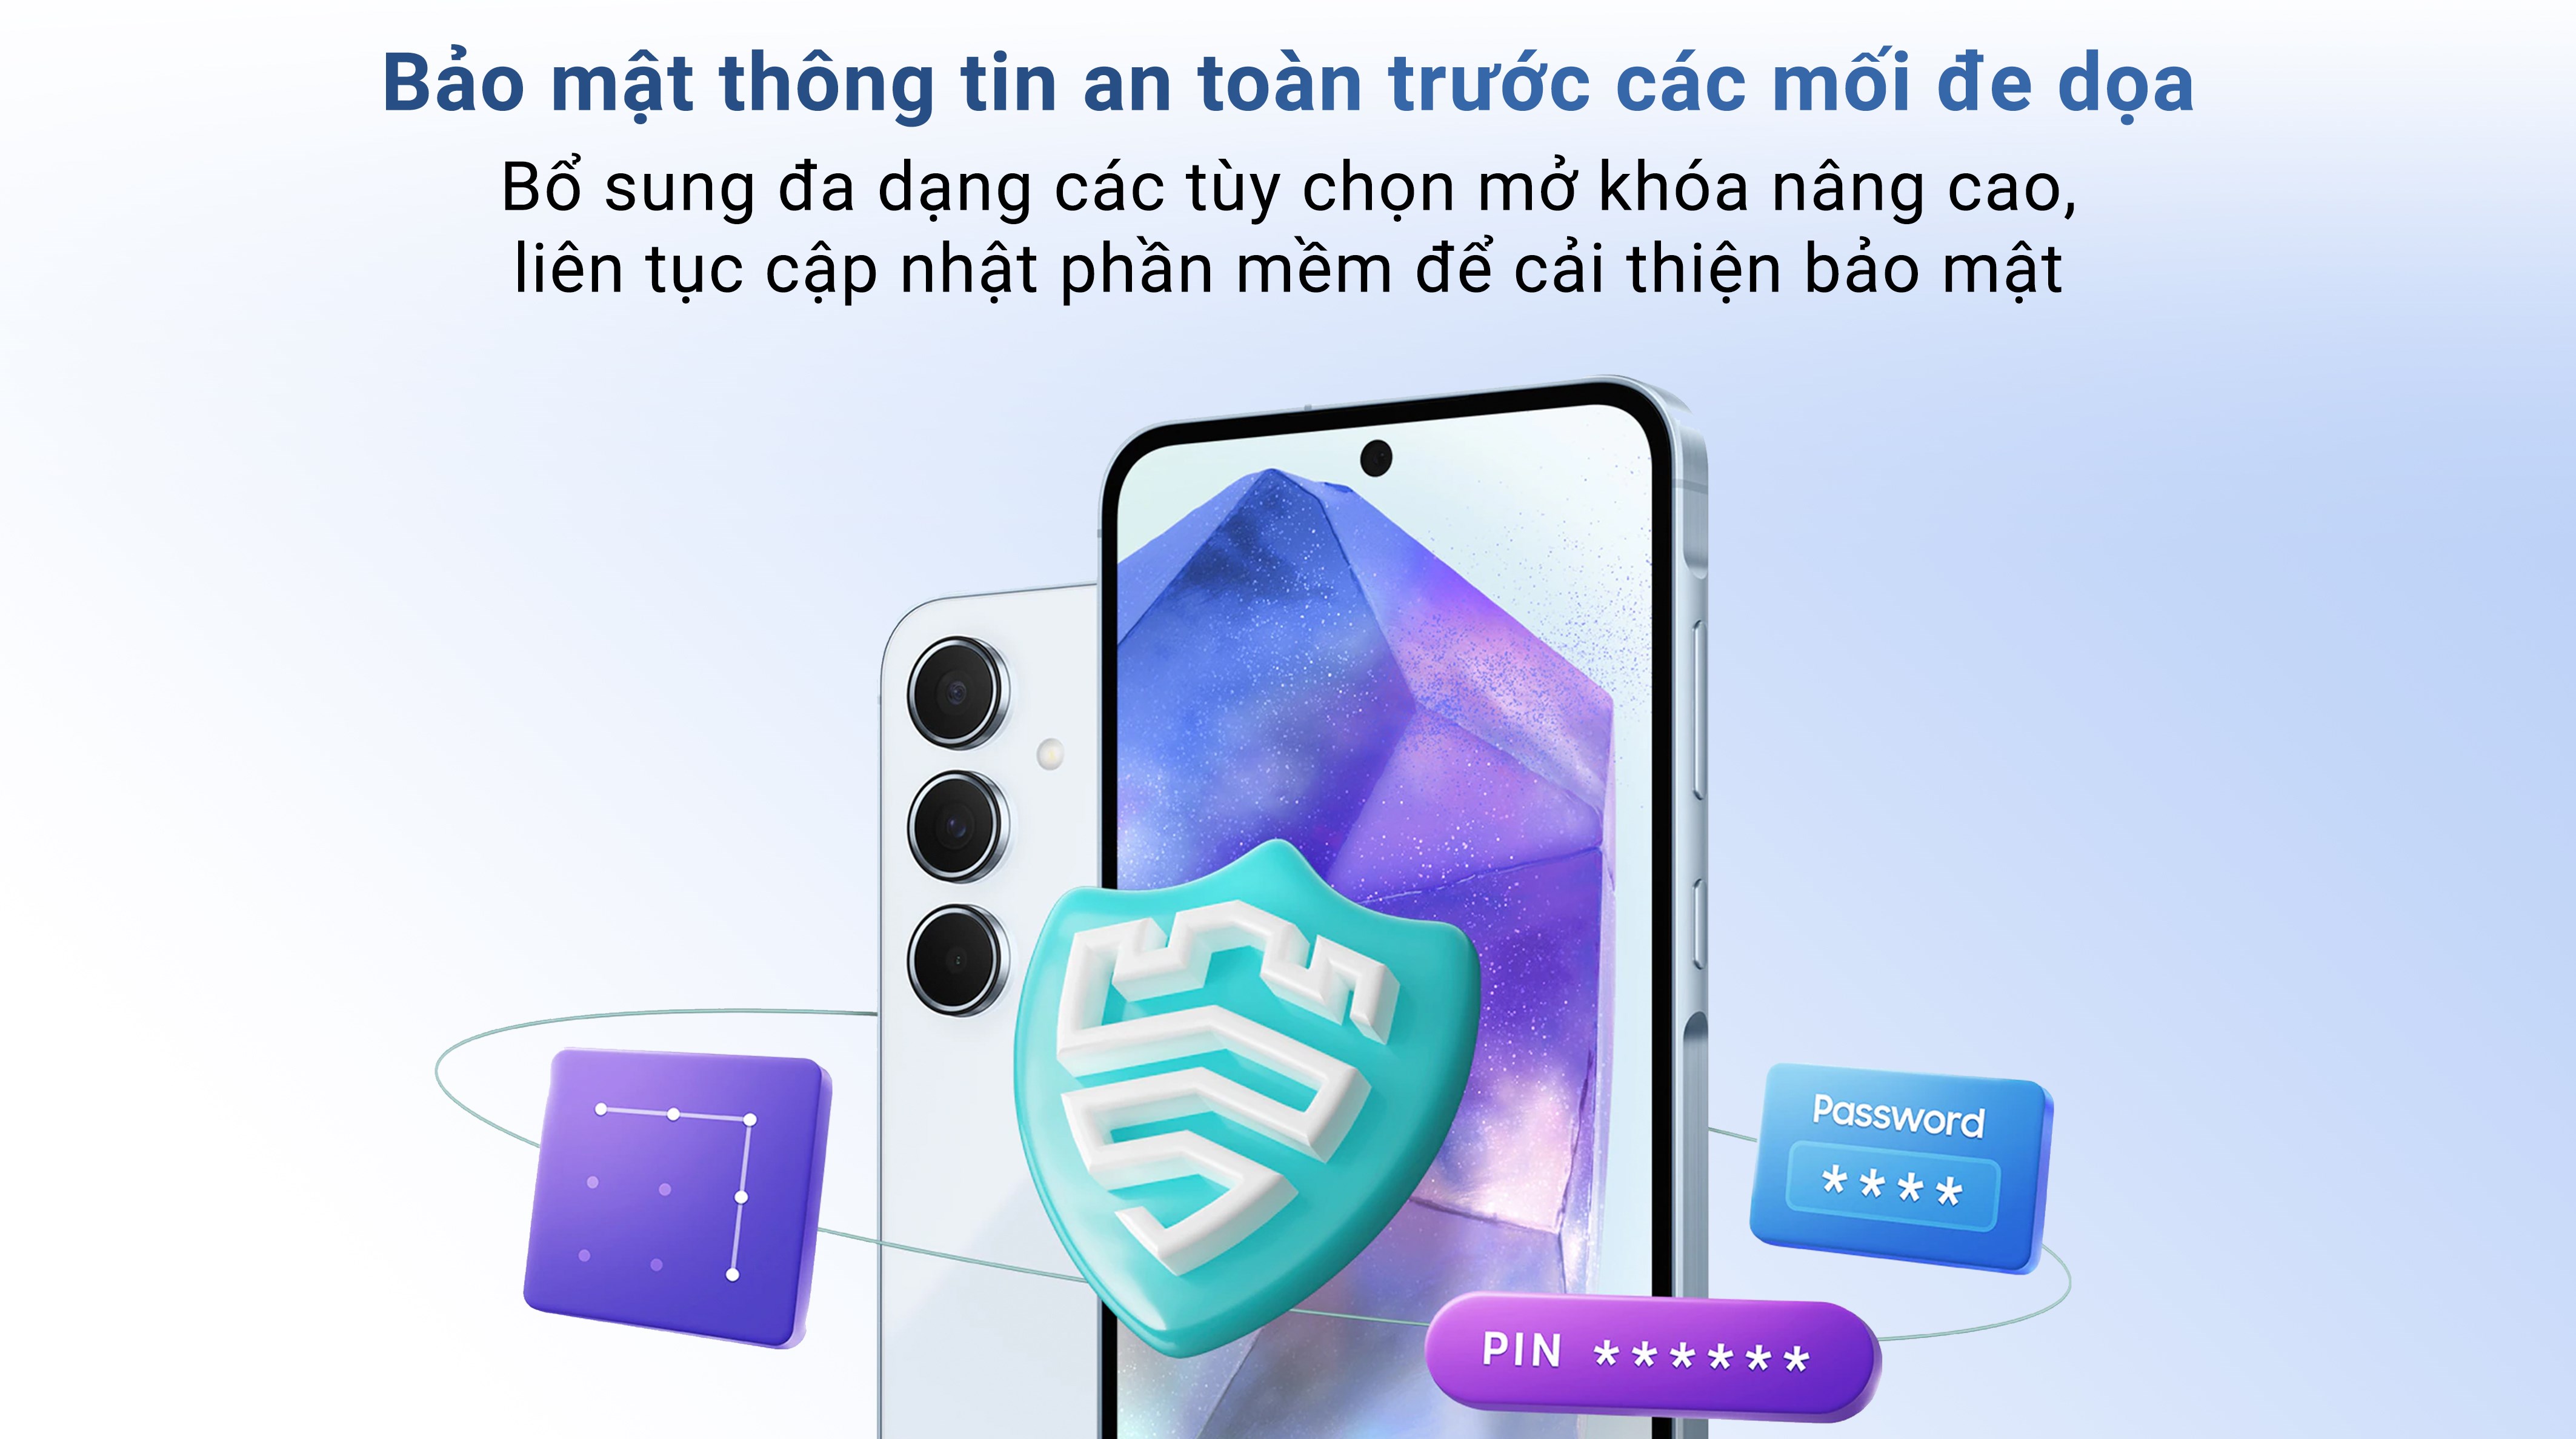 Bảo mật thông tin an toàn trước các mối đe dọa
Bổ sung đa dạng các tùy chọn mở khóa nâng cao,
liên tục cập nhật phần mềm để cải thiện bảo mật
Password
****
PIN ******